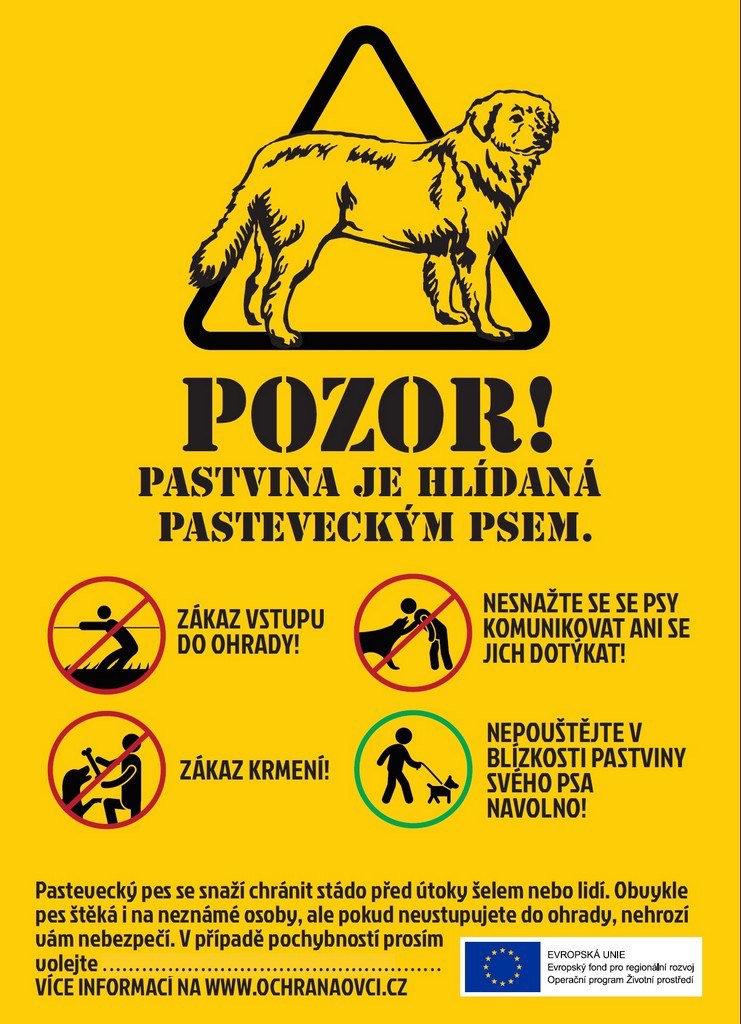 POZOR!
PASTVINA JE HLÍDANÁ
PASTEVECKÝM PSEM.
ZÁKAZ VSTUPU
DO OHRADY!
NESNAŽTE SE SE PSY
KOMUNIKOVAT ANI SE
JICH DOTÝKAT!
ZÁKAZ KRMENÍ!
NEPOUŠTĚJTE V
BLÍZKOSTI PASTVINY
SVÉHO PSA
NAVOLNO!
Pastevecký pes se snaží chránit stádo před útoky šelem nebo lidí. Obvykle
pes štěká i na neznámé osoby, ale pokud nevstupujete do ohrady, nehrozí
vám nebezpečí. V případě pochybností prosím
volejte ....................................................
VÍCE INFORMACÍ NA WWW.OCHRANAOVCI.CZ
EVROPSKÁ UNIE
Evropský fond pro regionální rozvoj
Operační program Životní prostředí